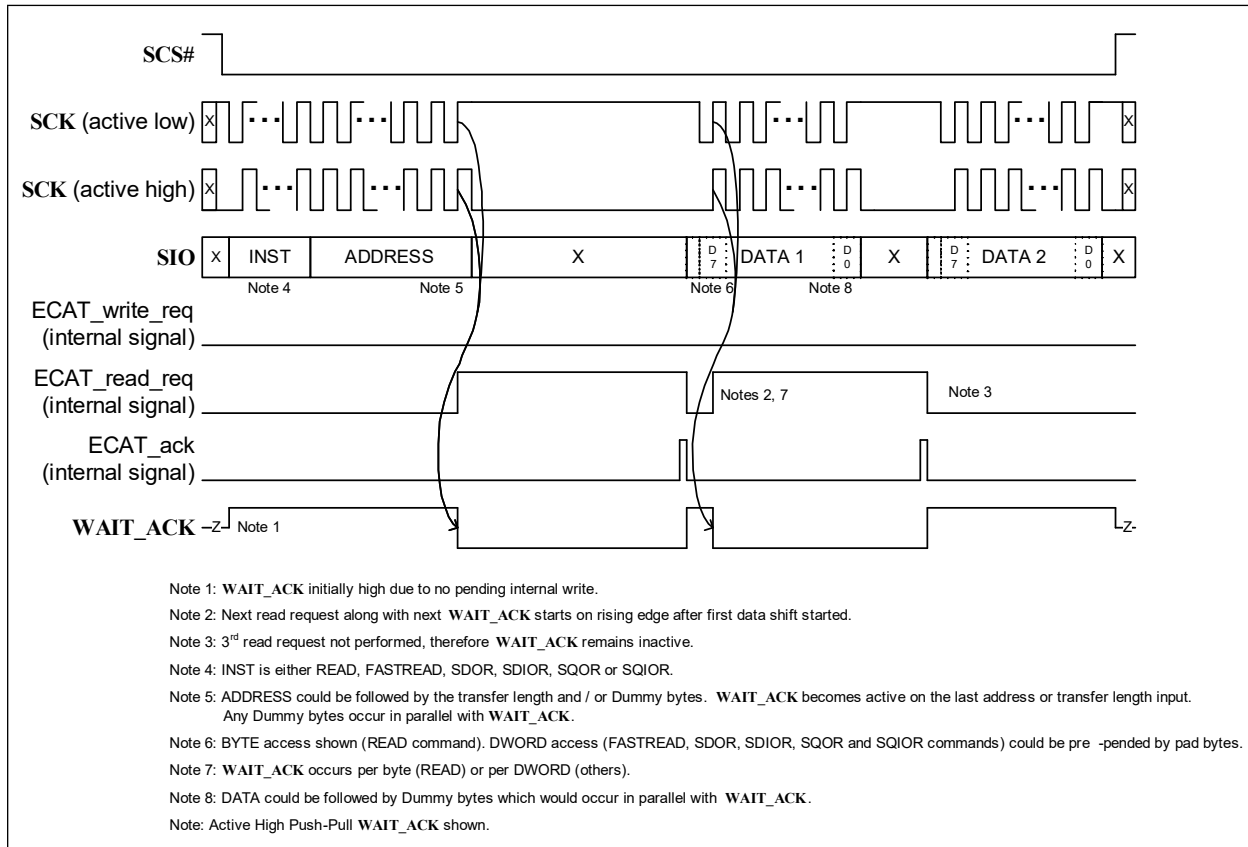 SCS#
SCK (active low)
X
X
SCK (active high)
X
X
SIO
X INST ADDRESS X D7 DATA 1 D0 X D7 DATA 2 D0 X
Note 4 Note 5 Note 6 Note 8
ECAT_write_req
(internal signal)
ECAT_read_req
(internal signal)
Notes 2, 7
Note 3
ECAT_ack
(internal signal)
WAIT_ACK
Z Note 1 Z
Note 1: WAIT_ACK initially high due to no pending internal write.
Note 2: Next read request along with next WAIT_ACK starts on rising edge after first data shift started.
Note 3: 3rd read request not performed, therefore WAIT_ACK remains inactive.
Note 4: INST is either READ, FASTREAD, SDOR, SDIOR, SQOR or SQIOR.
Note 5: ADDRESS could be followed by the transfer length and / or Dummy bytes. WAIT_ACK becomes active on the last address or transfer length input.
Any Dummy bytes occur in parallel with WAIT_ACK.
Note 6: BYTE access shown (READ command). DWORD access (FASTREAD, SDOR, SDIOR, SQOR and SQIOR commands) could be pre -pended by pad bytes.
Note 7: WAIT_ACK occurs per byte (READ) or per DWORD (others).
Note 8: DATA could be followed by Dummy bytes which would occur in parallel with WAIT_ACK.
Note: Active High Push-Pull WAIT_ACK shown.